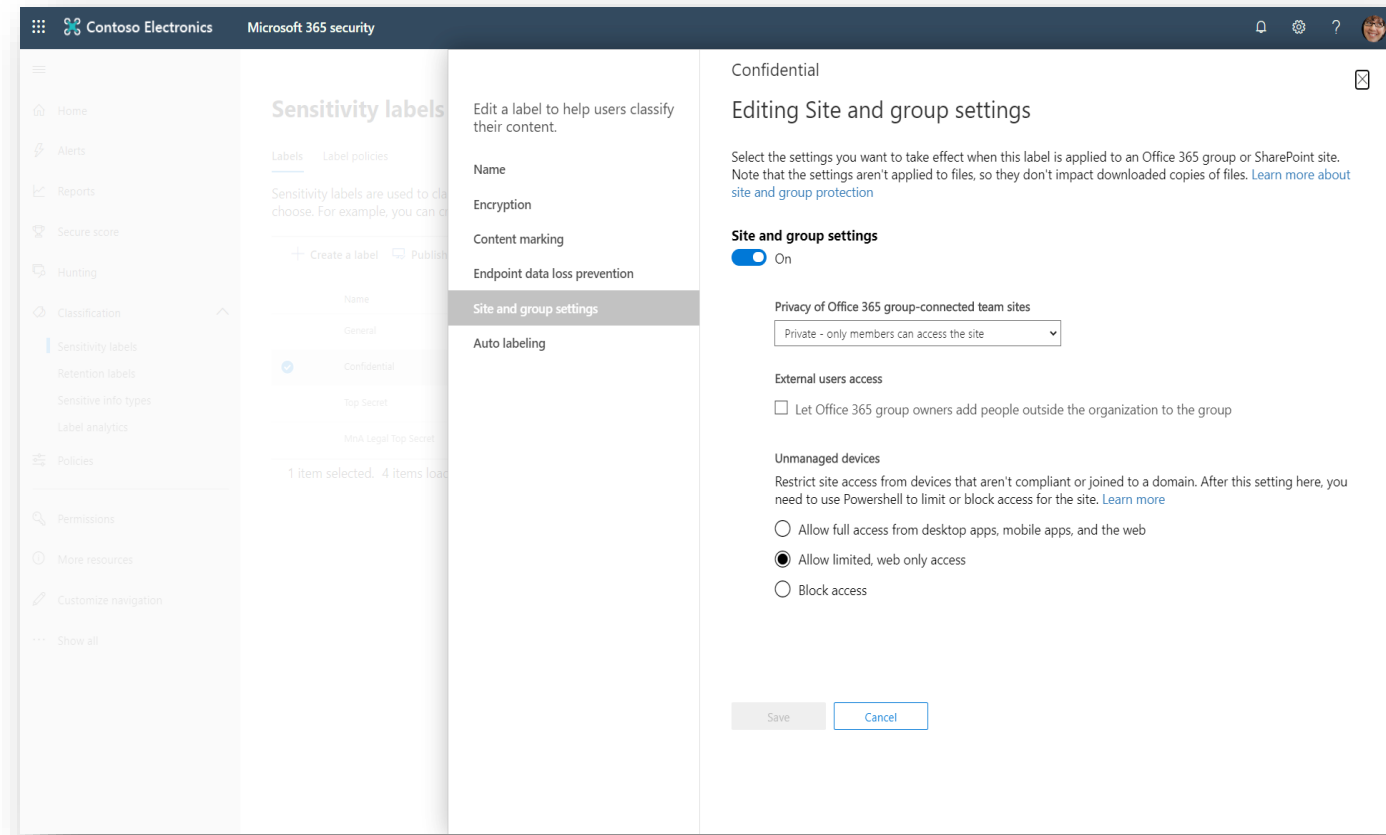 Contoso Electronics
Microsoft 365 security
?
Home
Alerts
Reports
Secure score
Hunting
Classification
Sensitivity labels
Retention labels
Sensitive info types
Label analytics
Policies
Permissions
More resources
Customize navigation
Show all
Sensitivity labels
Labels Label policies
Sensitivity labels are used to cla
choose. For example, you can cr
Create a label Publish
Name
General
Confidential
Top Secret
MnA Legal Top Secret
1 item selected. 4 items load
Edit a label to help users classify
their content.
Name
Encryption
Content marking
Endpoint data loss prevention
Site and group settings
Auto labeling
Confidential
Editing Site and group settings
Select the settings you want to take effect when this label is applied to an Office 365 group or SharePoint site.
Note that the settings aren't applied to files, so they don't impact downloaded copies of files. Learn more about
site and group protection
Site and group settings
On
Privacy of Office 365 group-connected team sites
Private - only members can access the site
External users access
Let Office 365 group owners add people outside the organization to the group
Unmanaged devices
Restrict site access from devices that aren't compliant or joined to a domain. After this setting here, you
need to use Powershell to limit or block access for the site. Learn more
Allow full access from desktop apps, mobile apps, and the web
Allow limited, web only access
Block access
Save
Cancel